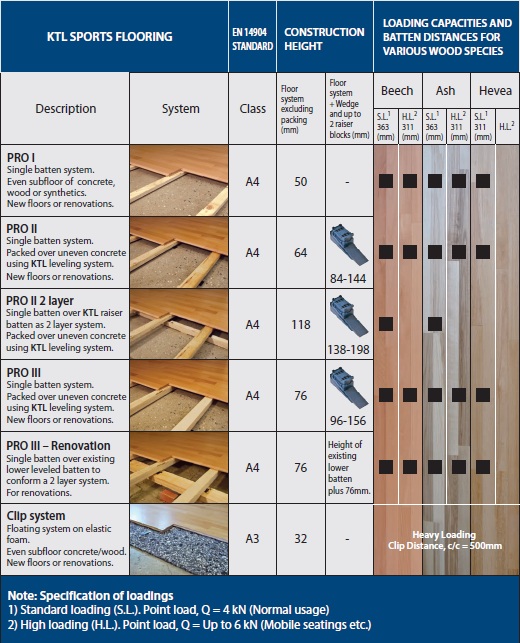 KTL SPORTS FLOORING
EN 14904
STANDARD
CONSTRUCTION
HEIGHT
LOADING CAPACITIES AND
BATTEN DISTANCES FOR
VARIOUS WOOD SPECIES
Description
System
Class
Floor
system
excluding
packing
(mm)
Floor
system
+ Wedge
and up to
2 raiser
blocks (mm)
Beech
Ash
Hevea
S.L.1
363
(mm)
H.L.2
311
(mm)
S.L.1
363
(mm)
H.L.2
311
(mm)
S.L.1
311
(mm)
H.L.2
PRO I
Single batten system.
Even subfloor of concrete,
wood or synthetics.
New floors or renovations.
A4
50
-
PRO II
Single batten system.
Packed over uneven concrete
using KTL leveling system.
New floors or renovations.
A4
64
84-144
PRO II 2 layer
Single batten over KTL raiser
batten as 2 layer system.
Packed over uneven concrete
using KTL leveling system.
A4
118
138-198
PRO III
Single batten system.
Packed over uneven concrete
using KTL leveling system.
New floors or renovations.
A4
76
96-156
PRO III – Renovation
Single batten over existing
lower leveled batten to
conform a 2 layer system.
For renovations.
A4
76
Height of
existing
lower
batten
plus 76mm.
Clip system
Floating system on elastic
foam.
Even subfloor concrete/wood.
New floors or renovations.
A3
32
-
Heavy Loading
Clip Distance, c/c = 500mm
Note: Specification of loadings
1) Standard loading (S.L.). Point load, Q = 4 kN (Normal usage)
2) High loading (H.L.). Point load, Q = Up to 6 kN (Mobile seatings etc.)